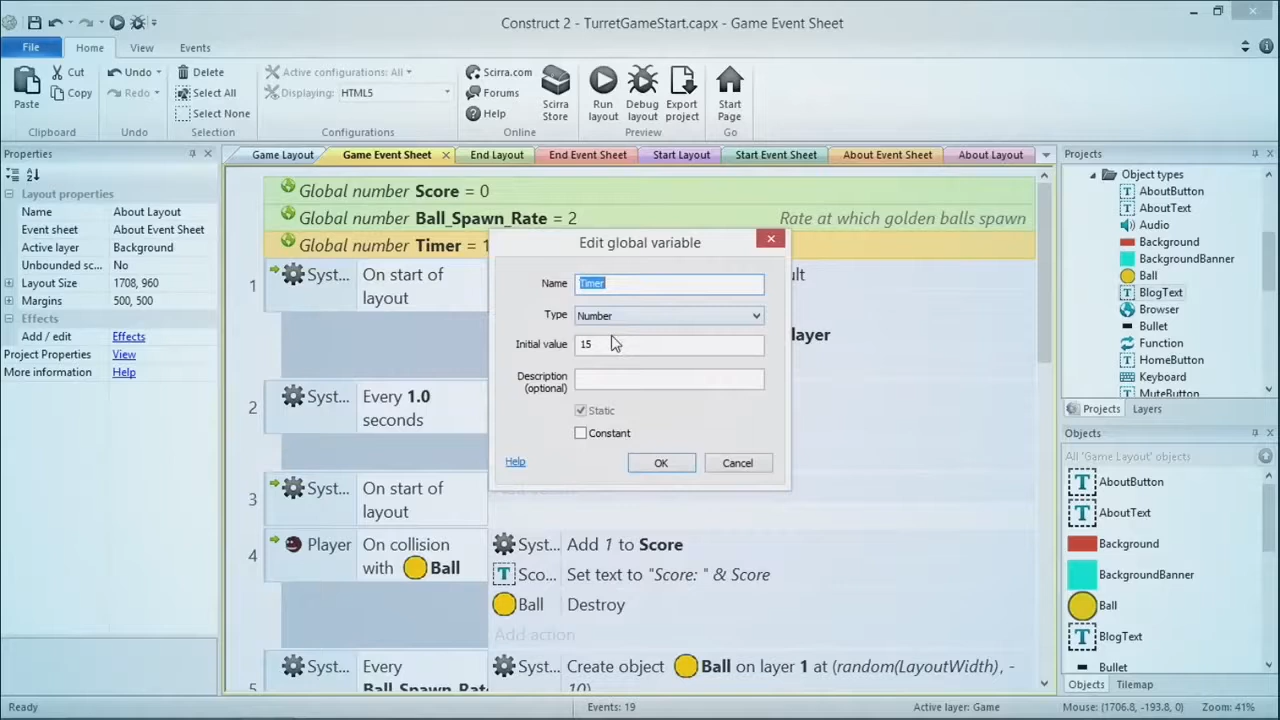 Construct 2 - TurretGameStart.capx - Game Event Sheet
File Home View Events
Paste
Cut
Copy
Clipboard
Undo
Redo
Undo
Delete
Select All
Select None
Selection
Active configurations: All
Displaying: HTML5
Configurations
Scirra.com
Forums
Help
Scirra Store
Online
Run layout
Debug layout
Export project
Preview
Start Page
Go
Properties
Game Layout Game Event Sheet End Layout End Event Sheet Start Layout Start Event Sheet About Event Sheet About Layout
Layout properties
Name About Layout
Event sheet About Event Sheet
Active layer Background
Unbounded sc... No
Layout Size 1708, 960
Margins 500, 500
Effects
Add / edit Effects
Project Properties View
More information Help
Global number Score = 0
Global number Ball_Spawn_Rate = 2 Rate at which golden balls spawn
Global number Timer = 1
1 Syst... On start of
layout
2 Syst... Every 1.0
seconds
3 Syst... On start of
layout
4 Player On collision
with Ball
Syst... Add 1 to Score
Sco... Set text to "Score: " & Score
Ball Destroy
Add action
5 Syst... Every
Ball_Spawn_Rate
Syst... Create object Ball on layer 1 at (random(LayoutWidth), -
10)
ult
layer
Edit global variable
Name Timer
Type Number
Initial value 15
Description
(optional)
Static
Constant
Help OK Cancel
Projects
Object types
AboutButton
AboutText
Audio
Background
BackgroundBanner
Ball
BlogText
Browser
Bullet
Function
HomeButton
Keyboard
MuteButton
Projects Layers
Objects
All 'Game Layout' objects
AboutButton
AboutText
Background
BackgroundBanner
Ball
BlogText
Bullet
Objects Tilemap
Ready Events: 19 Active layer: Game Mouse: (1706.8, -193.8, 0) Zoom: 41%